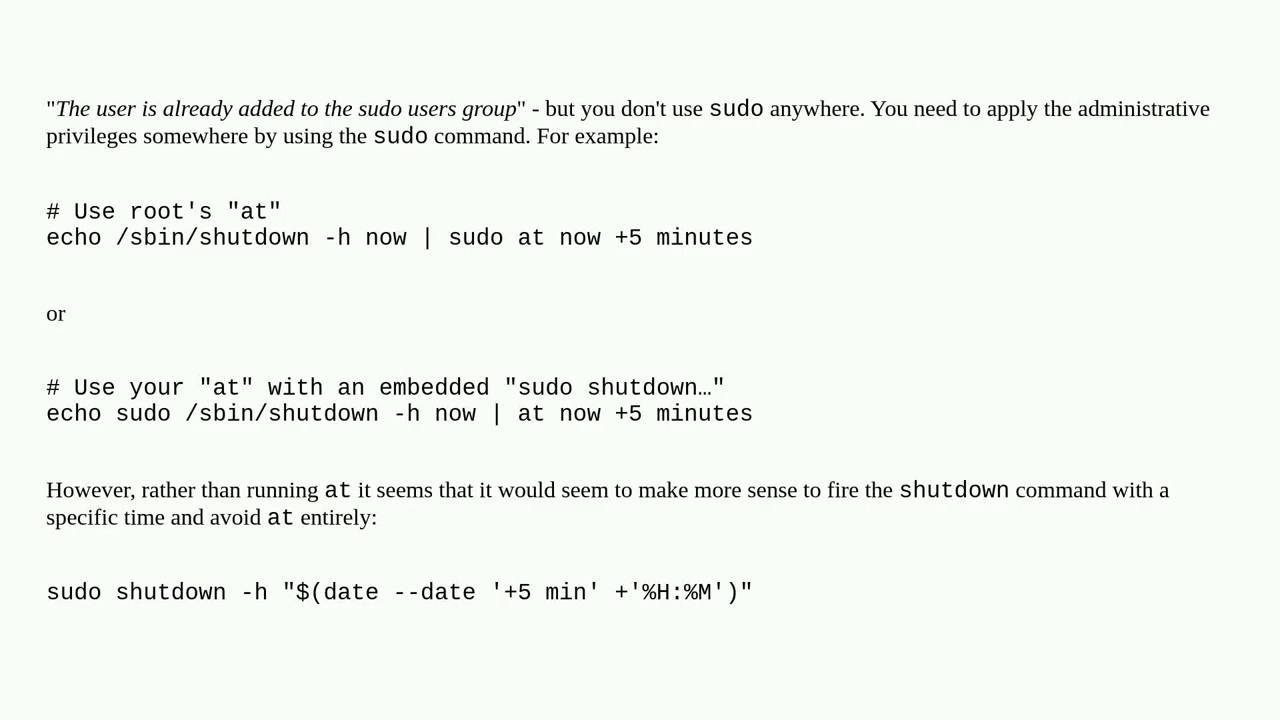 "The user is already added to the sudo users group" - but you don't use sudo anywhere. You need to apply the administrative
privileges somewhere by using the sudo command. For example:
# Use root's "at"
echo /sbin/shutdown -h now | sudo at now +5 minutes
or
# Use your "at" with an embedded "sudo shutdown…"
echo sudo /sbin/shutdown -h now | at now +5 minutes
However, rather than running at it seems that it would seem to make more sense to fire the shutdown command with a
specific time and avoid at entirely:
sudo shutdown -h "$(date --date '+5 min' +'%H:%M')"